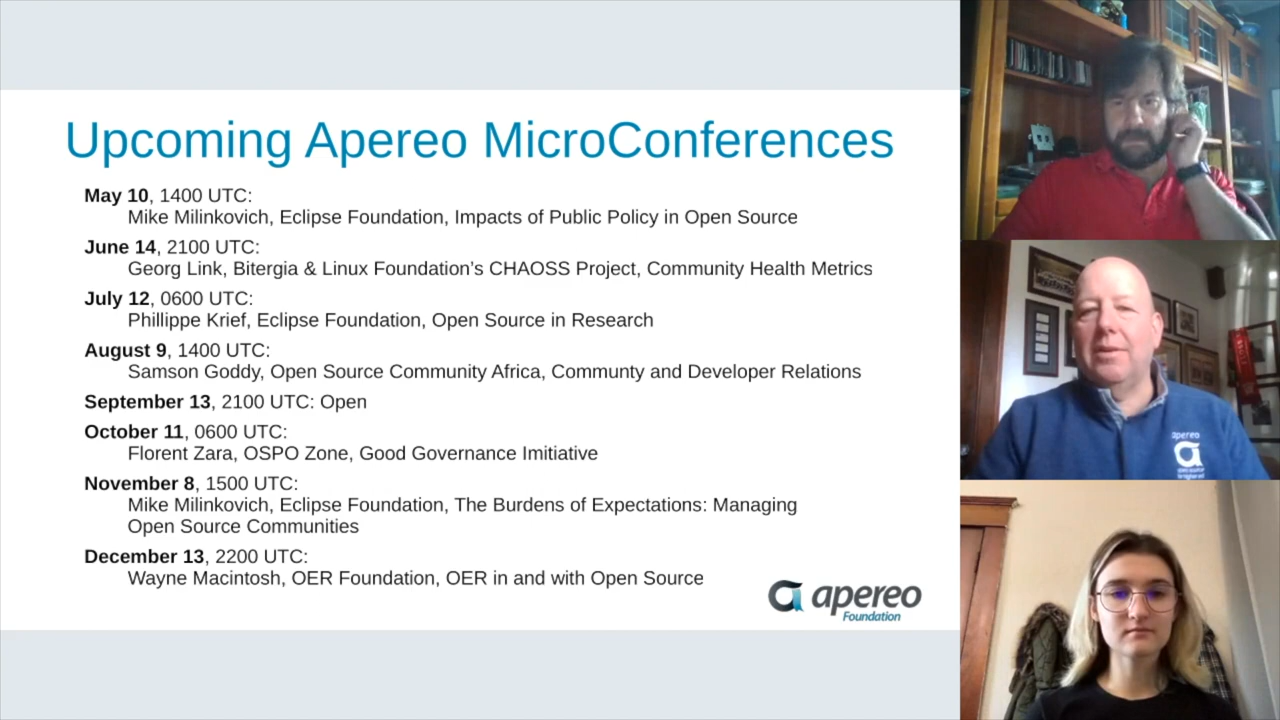 Upcoming Apereo MicroConferences
May 10, 1400 UTC:
Mike Milinkovich, Eclipse Foundation, Impacts of Public Policy in Open Source
June 14, 2100 UTC:
Georg Link, Bitergia & Linux Foundation’s CHAOSS Project, Community Health Metrics
July 12, 0600 UTC:
Phillippe Krief, Eclipse Foundation, Open Source in Research
August 9, 1400 UTC:
Samson Goddy, Open Source Community Africa, Communty and Developer Relations
September 13, 2100 UTC: Open
October 11, 0600 UTC:
Florent Zara, OSPO Zone, Good Governance Imitiative
November 8, 1500 UTC:
Mike Milinkovich, Eclipse Foundation, The Burdens of Expectations: Managing
Open Source Communities
December 13, 2200 UTC:
Wayne Macintosh, OER Foundation, OER in and with Open Source
apereo
Foundation
apereo